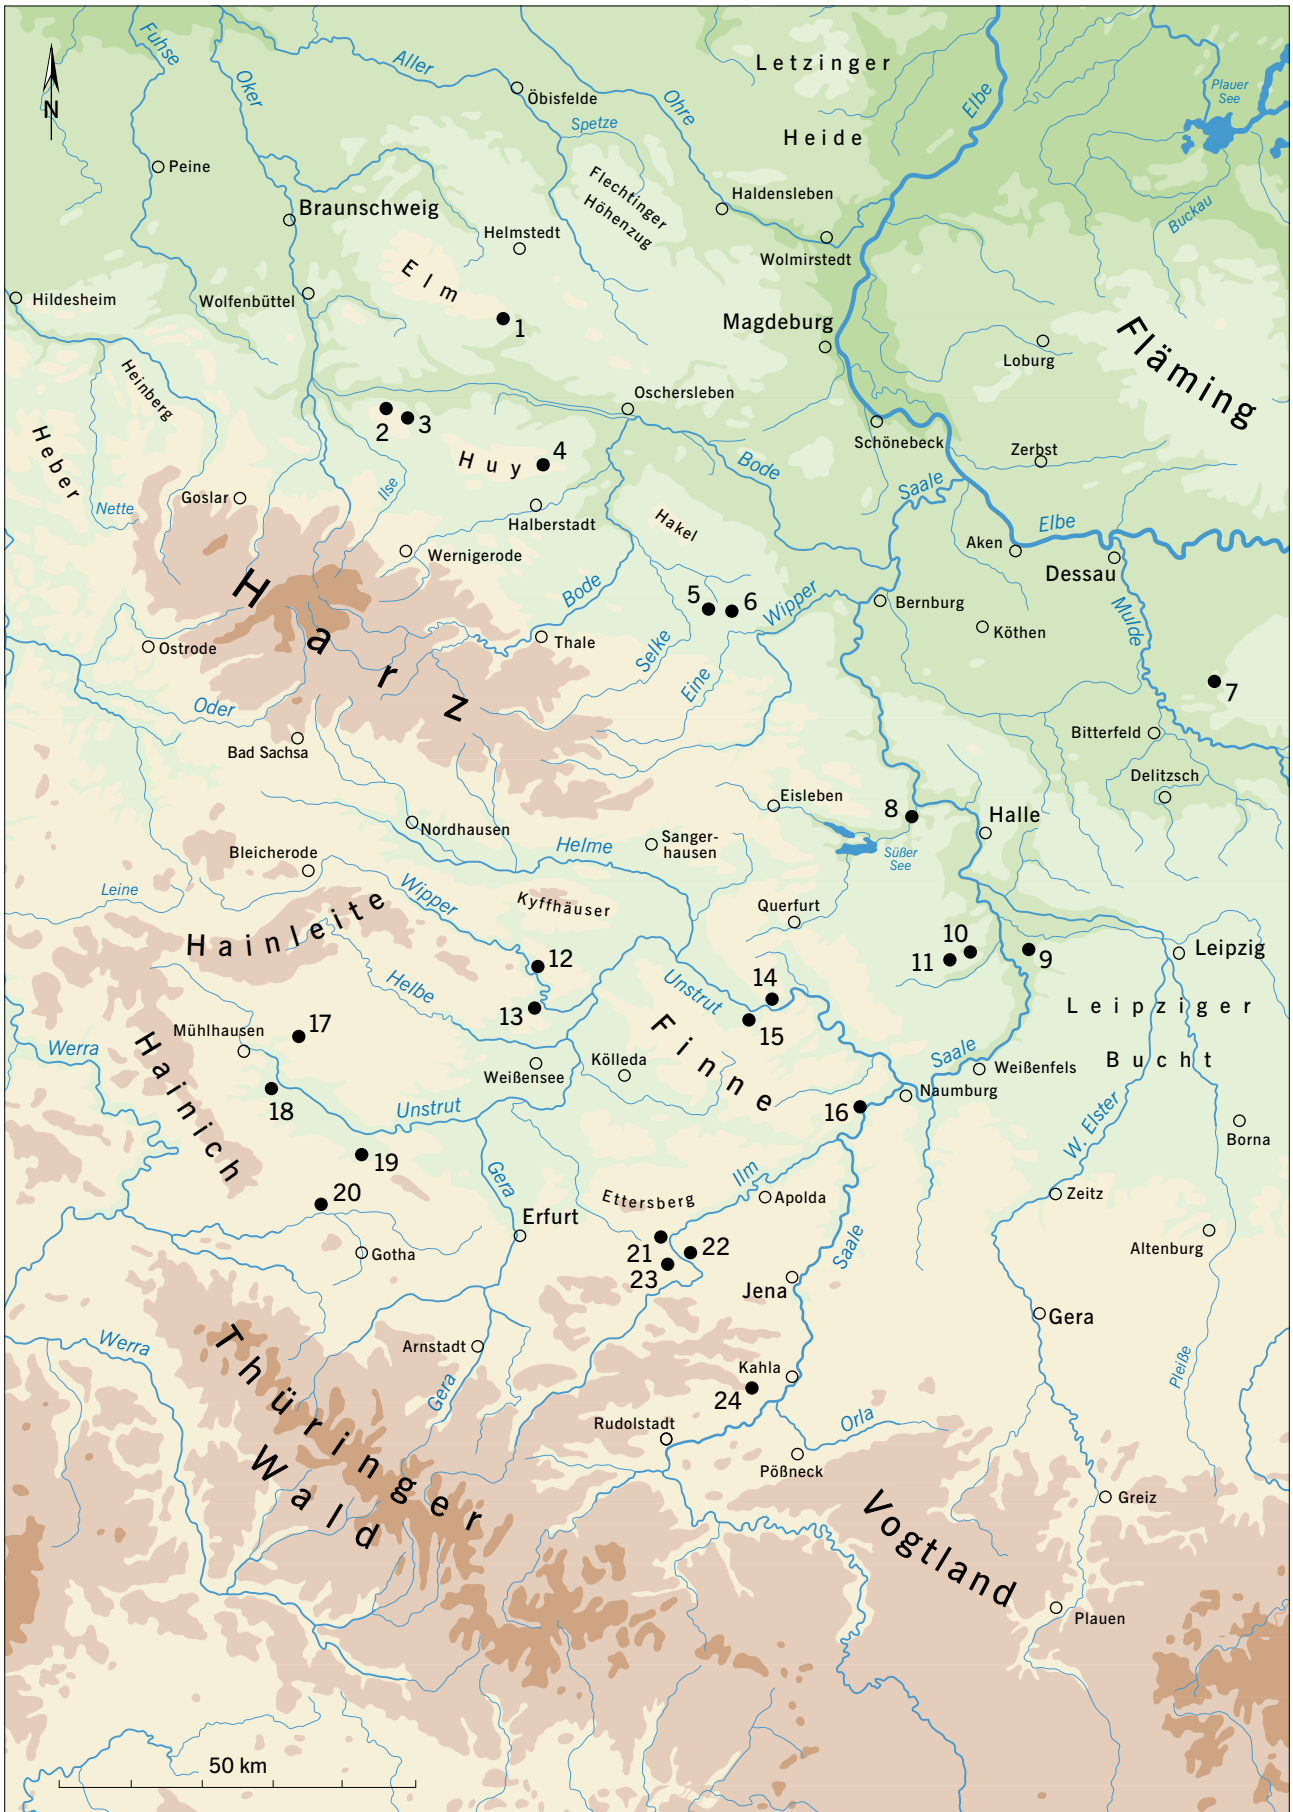 Fuhse
Oker
Aller
Öbisfelde
Spetze
Ohre
Letzinger
Heide
Elbe
Plauer
See
N
Peine
Braunschweig
Helmstedt
Flechtinger
Höhenzug
Haldensleben
Wolmirstedt
Buckau
Elm
Hildesheim
Wolfenbüttel
1
Magdeburg
Loburg
Fläming
Heinberg
Heber
2
3
Oschersleben
Schönebeck
Zerbst
Huy
4
Bode
Saale
Nette
Goslar
Ilse
Halberstadt
Hakel
Elbe
Aken
Dessau
Wernigerode
Harz
Bode
5
6
Wipper
Bernburg
Köthen
Mulde
Ostrode
Thale
Selke
Eine
7
Oder
Bad Sachsa
Bitterfeld
Delitzsch
Eisleben
8
Halle
Nordhausen
Helme
Sanger-
hausen
Süßer
See
Bleicherode
Leine
Wipper
Kyffhäuser
Querfurt
Hainleite
10
11
9
Leipzig
12
Helbe
Unstrut
14
Leipziger
Bucht
13
15
Finne
Mühlhausen
17
Werra
Hainich
Weißensee
Kölleda
Saale
Weißenfels
Naumburg
18
Unstrut
16
W. Elster
Borna
19
Gera
Ilm
20
Ettersberg
Apolda
Zeitz
Erfurt
Gotha
21
22
23
Saale
Altenburg
Jena
Gera
Werra
Thüringer
Wald
Arnstadt
Gera
Kahla
24
Pleiße
Rudolstadt
Orla
Pößneck
Vogtland
Greiz
Plauen
50 km